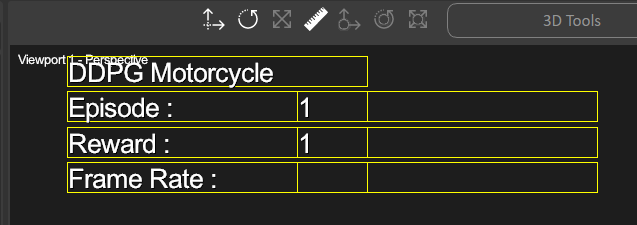 3D Tools
Viewport 1 - Perspective
DDPG Motorcycle
Episode : 1
Reward : 1
Frame Rate :